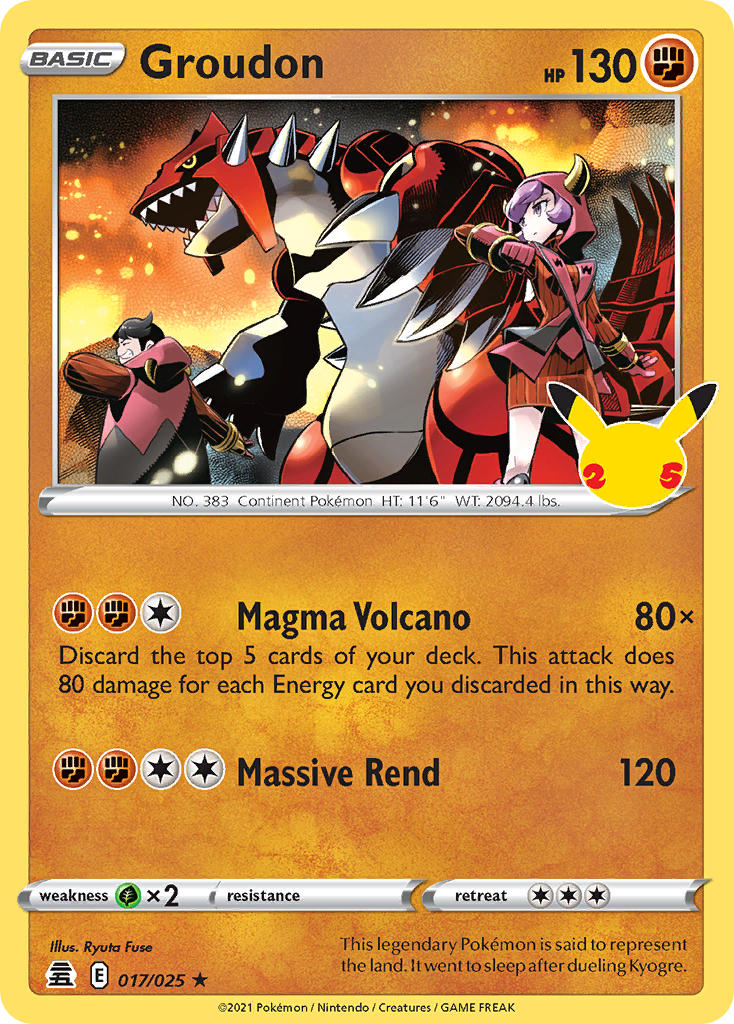 BASIC Groudon HP 130
25
NO. 383 Continent Pokémon HT: 11'6" WT: 2094.4 lbs.
Magma Volcano 80×
Discard the top 5 cards of your deck. This attack does
80 damage for each Energy card you discarded in this way.
Massive Rend 120
weakness ×2 resistance retreat
Illus. Ryuta Fuse
This legendary Pokémon is said to represent
the land. It went to sleep after dueling Kyogre.
E 017/025 ★
©2021 Pokémon / Nintendo / Creatures / GAME FREAK